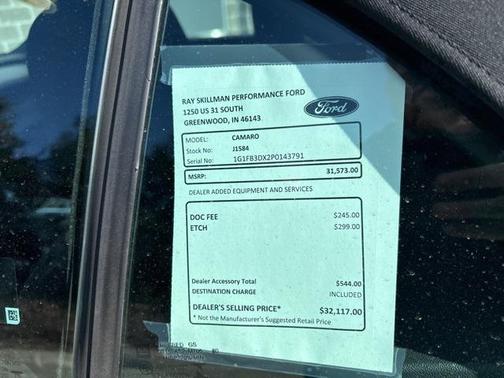 RAY SKILLMAN PERFORMANCE FORD
1250 US 31 SOUTH
GREENWOOD, IN 46143
Ford
MODEL: CAMARO
Stock No: J1584
Serial No: 1G1FB3DX2P0143791
MSRP: 31,573.00
DEALER ADDED EQUIPMENT AND SERVICES
DOC FEE $245.00
ETCH $299.00
Dealer Accessory Total $544.00
DESTINATION CHARGE INCLUDED
DEALER'S SELLING PRICE* $32,117.00
* Not the Manufacturer's Suggested Retail Price